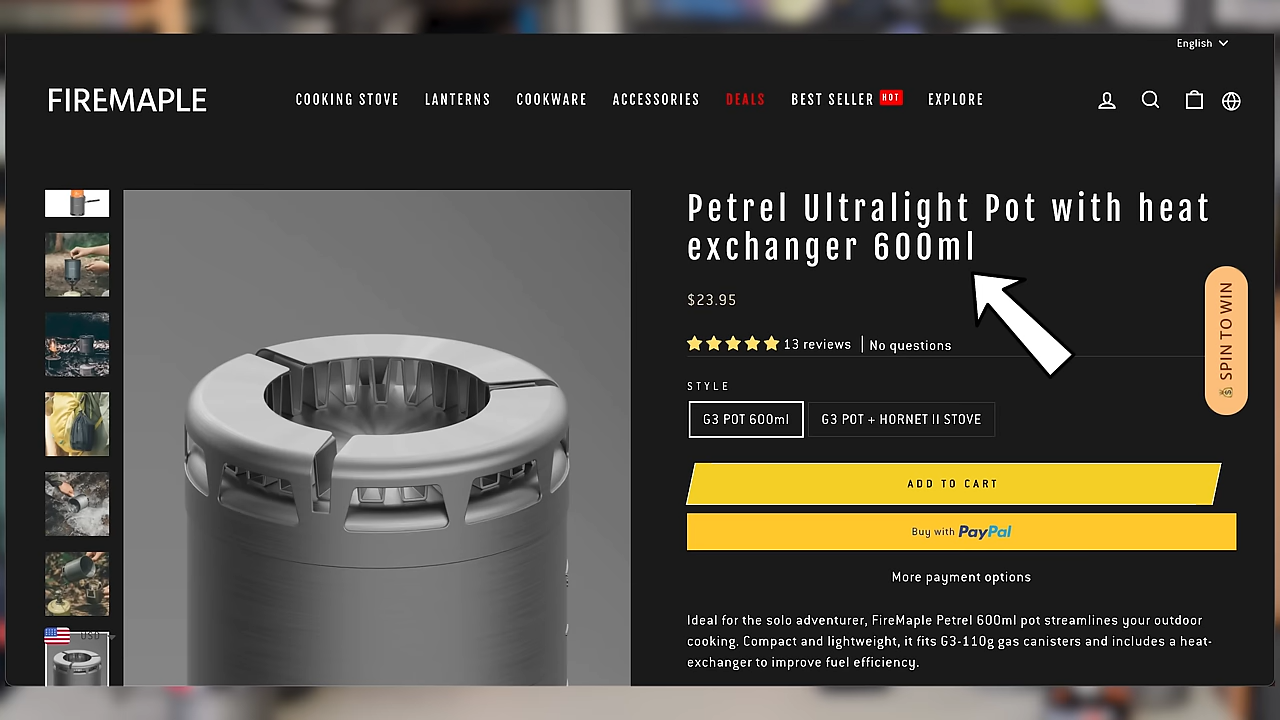 English
FIREMAPLE
COOKING STOVE LANTERNS COOKWARE ACCESSORIES DEALS BEST SELLER HOT EXPLORE
Petrel Ultralight Pot with heat
exchanger 600ml
$23.95
13 reviews No questions
SPIN TO WIN
STYLE
G3 POT 600ml G3 POT + HORNET II STOVE
ADD TO CART
Buy with PayPal
More payment options
Ideal for the solo adventurer, FireMaple Petrel 600ml pot streamlines your outdoor
cooking. Compact and lightweight, it fits G3-110g gas canisters and includes a heat-
exchanger to improve fuel efficiency.
USD